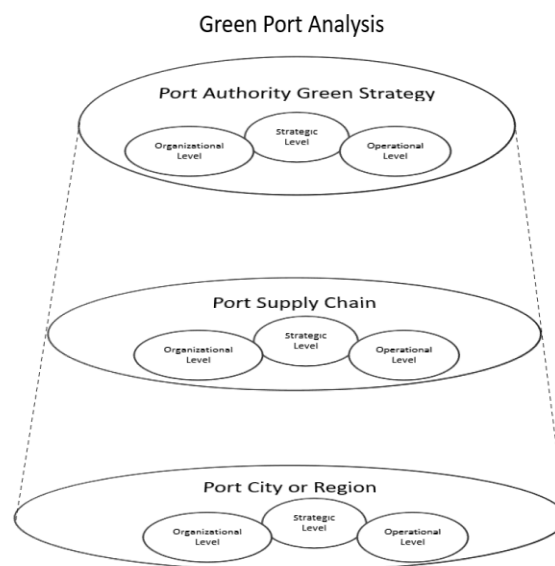 Green Port Analysis
Port Authority Green Strategy
Strategic
Level
Organizational
Level
Operational
Level
Port Supply Chain
Strategic
Level
Organizational
Level
Operational
Level
Port City or Region
Strategic
Level
Organizational
Level
Operational
Level